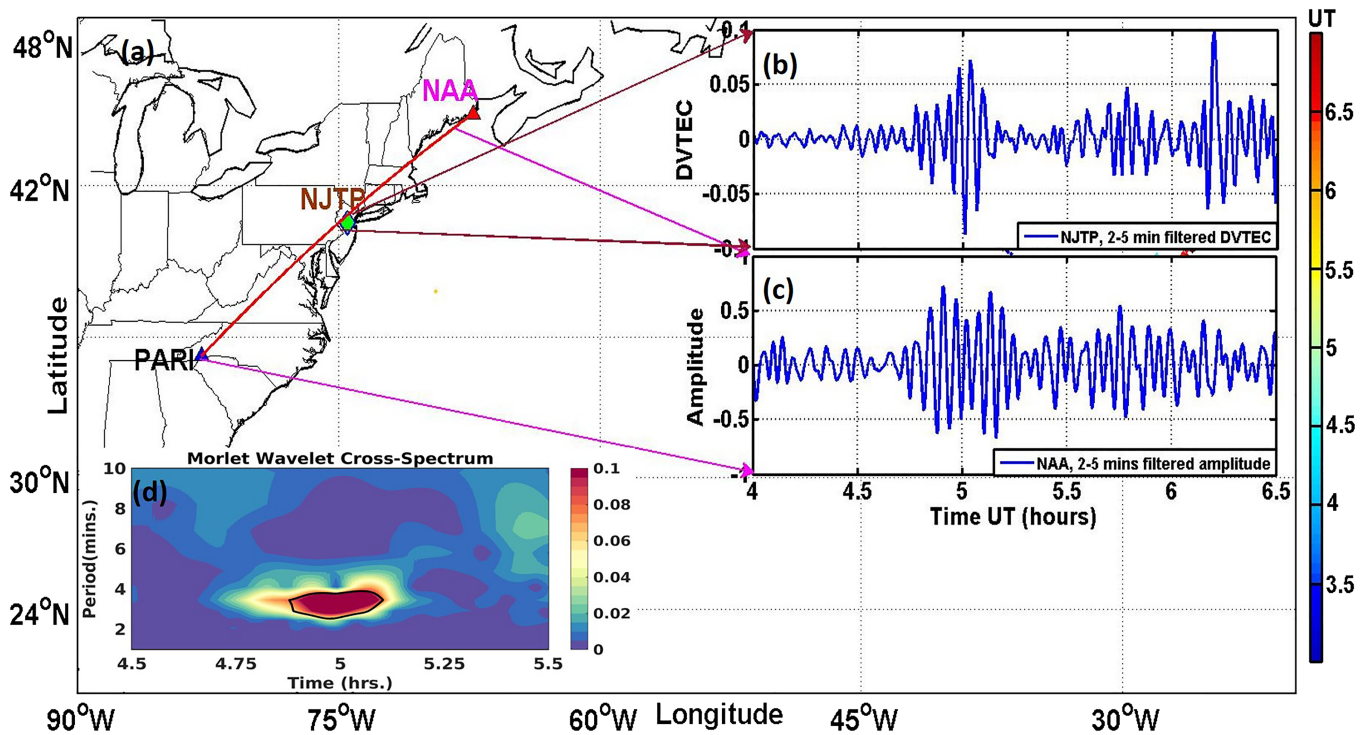 UT
48°N
(a)
NAA
0.1
(b)
0.05
DVTEC
0
-0.05
NJTP, 2-5 min filtered DVTEC
6.5
42°N
NJTP
6
-0.1
(c)
0.5
Amplitude
0
-0.5
NAA, 2-5 mins filtered amplitude
-1
5.5
Latitude
PARI
5
4 4.5 5 5.5 6 6.5
Time UT (hours)
4.5
30°N
Morlet Wavelet Cross-Spectrum
(d)
10
8
6
4
2
Period(mins.)
0.1
0.08
0.06
0.04
0.02
0
4
24°N
3.5
4.5 4.75 5 5.25 5.5
Time (hrs.)
90°W 75°W 60°W Longitude 45°W 30°W